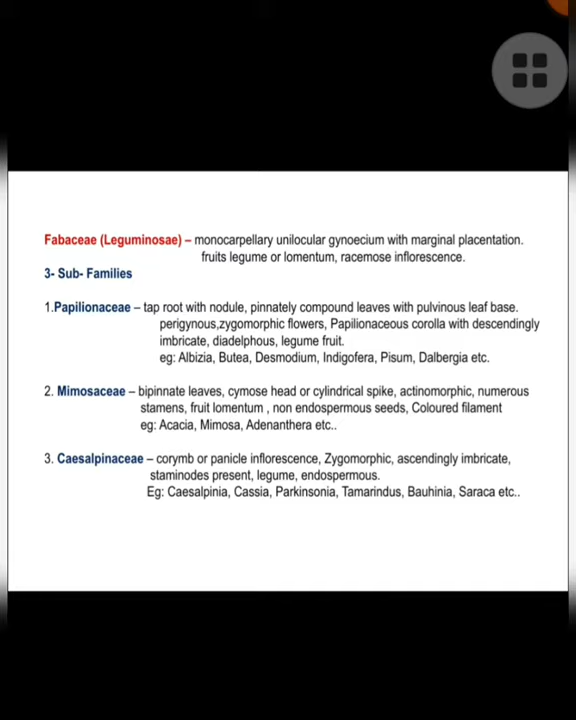 Fabaceae (Leguminosae) – monocarpellary unilocular gynoecium with marginal placentation.
fruits legume or lomentum, racemose inflorescence.
3- Sub- Families
1.Papilionaceae – tap root with nodule, pinnately compound leaves with pulvinous leaf base.
perigynous,zygomorphic flowers, Papilionaceous corolla with descendingly
imbricate, diadelphous, legume fruit.
eg: Albizia, Butea, Desmodium, Indigofera, Pisum, Dalbergia etc.
2. Mimosaceae – bipinnate leaves, cymose head or cylindrical spike, actinomorphic, numerous
stamens, fruit lomentum , non endospermous seeds, Coloured filament
eg: Acacia, Mimosa, Adenanthera etc..
3. Caesalpinaceae – corymb or panicle inflorescence, Zygomorphic, ascendingly imbricate,
staminodes present, legume, endospermous.
Eg: Caesalpinia, Cassia, Parkinsonia, Tamarindus, Bauhinia, Saraca etc..